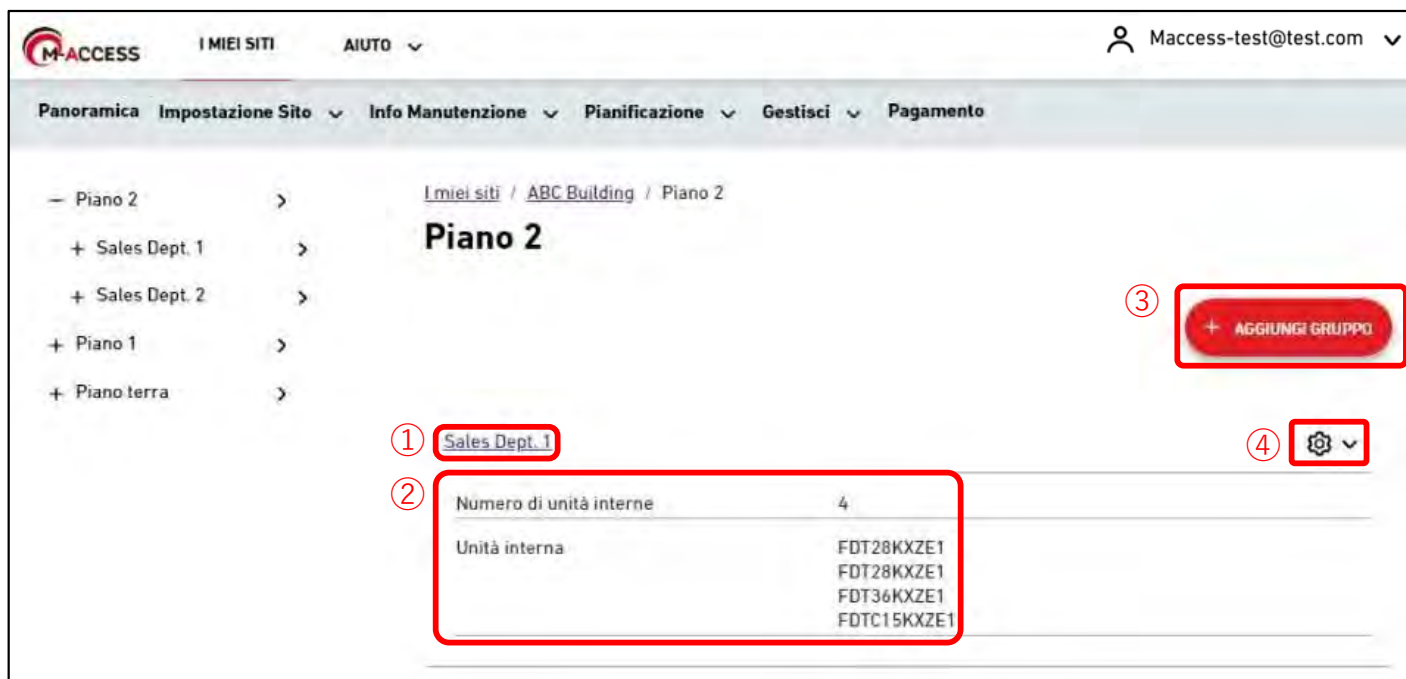 M-ACCESS I MIEI SITI AIUTO Maccess-test@test.com
Panoramica Impostazione Sito Info Manutenzione Pianificazione Gestisci Pagamento
− Piano 2 >
+ Sales Dept. 1 >
+ Sales Dept. 2 >
+ Piano 1 >
+ Piano terra >
I miei siti / ABC Building / Piano 2
Piano 2
③ + AGGIUNGI GRUPPO
① Sales Dept. 1 ④
② Numero di unità interne 4
Unità interna FDT28KXZE1
FDT28KXZE1
FDT36KXZE1
FDTC15KXZE1